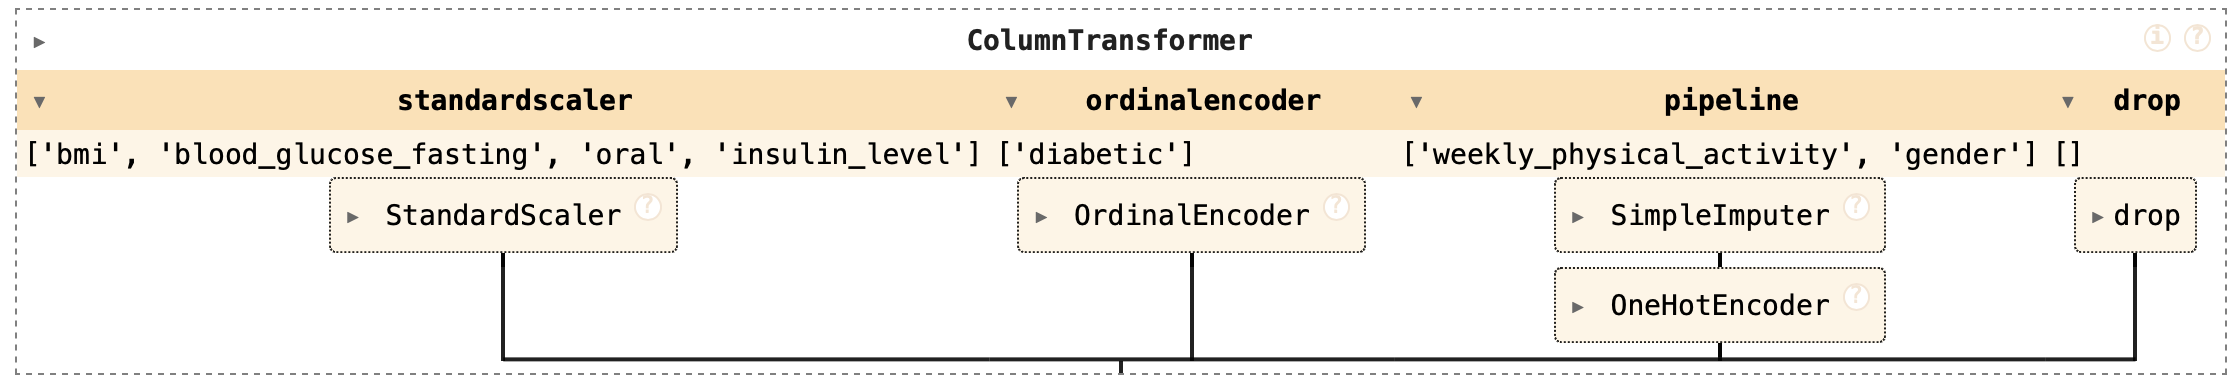 ▸ ColumnTransformer i ?
▾ standardscaler ▾ ordinalencoder ▾ pipeline ▾ drop
['bmi', 'blood_glucose_fasting', 'oral', 'insulin_level'] ['diabetic'] ['weekly_physical_activity', 'gender'] []
▸ StandardScaler ? ▸ OrdinalEncoder ? ▸ SimpleImputer ? ▸ drop
▸ OneHotEncoder ?